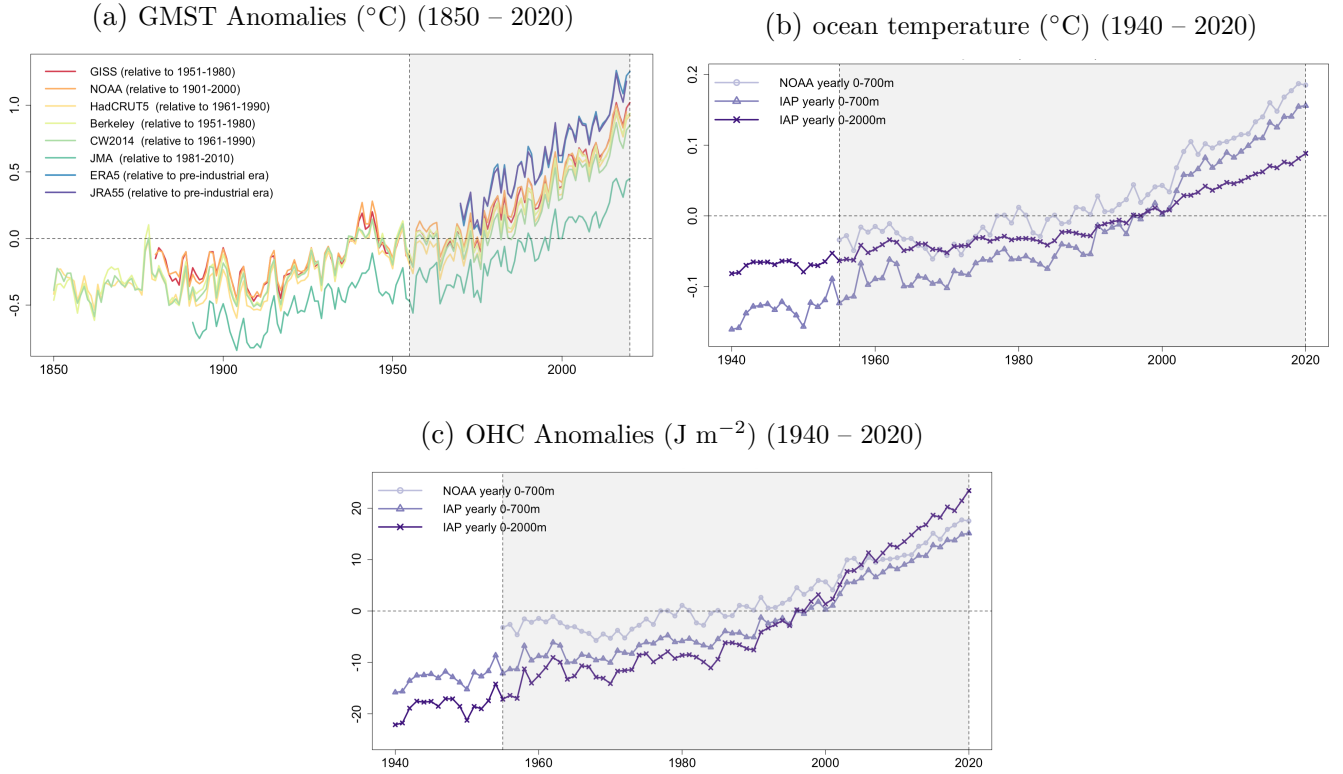 (a) GMST Anomalies (°C) (1850 – 2020)
GISS (relative to 1951-1980)
NOAA (relative to 1901-2000)
HadCRUT5 (relative to 1961-1990)
Berkeley (relative to 1951-1980)
CW2014 (relative to 1961-1990)
JMA (relative to 1981-2010)
ERA5 (relative to pre-industrial era)
JRA55 (relative to pre-industrial era)
1.0
0.5
0.0
-0.5
1850 1900 1950 2000
(b) ocean temperature (°C) (1940 – 2020)
NOAA yearly 0-700m
IAP yearly 0-700m
IAP yearly 0-2000m
0.2
0.1
0.0
-0.1
1940 1960 1980 2000 2020
(c) OHC Anomalies (J m−2) (1940 – 2020)
NOAA yearly 0-700m
IAP yearly 0-700m
IAP yearly 0-2000m
20
10
0
-10
-20
1940 1960 1980 2000 2020